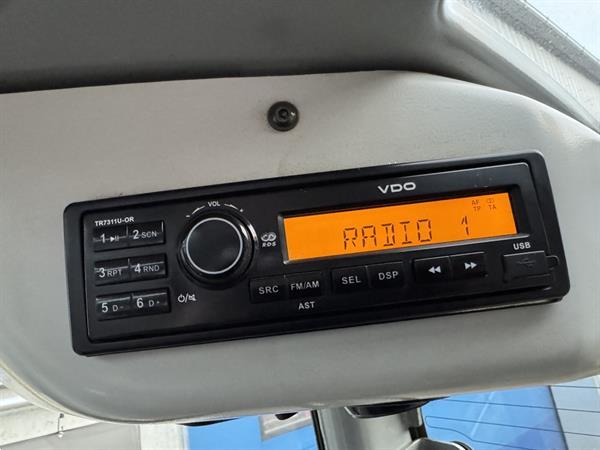 TR7311U-OR
VOL
- +
VDO
1 ▶|| 2 SCN
3 RPT 4 RND
5 D- 6 D+
RDS
AF
TP TA
RADIO 1
USB
SRC FM/AM SEL DSP ◀◀ ▶▶
AST